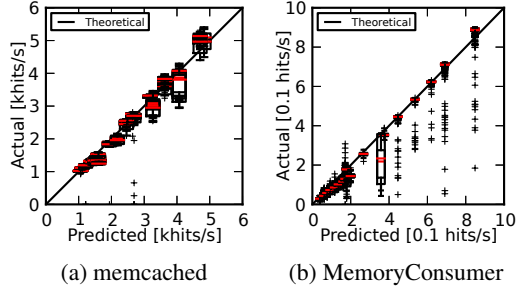 Theoretical
Actual [khits/s]
6
5
4
3
2
1
0
0 1 2 3 4 5 6
Predicted [khits/s]
(a) memcached
Theoretical
Actual [0.1 hits/s]
10
8
6
4
2
0
0 2 4 6 8 10
Predicted [0.1 hits/s]
(b) MemoryConsumer